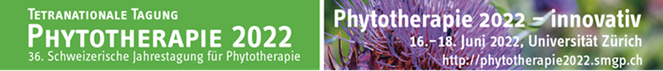 Tetranationale Tagung
Phytotherapie 2022
36. Schweizerische Jahrestagung für Phytotherapie
Phytotherapie 2022 – innovativ
16.–18. Juni 2022, Universität Zürich
http://phytotherapie2022.smgp.ch